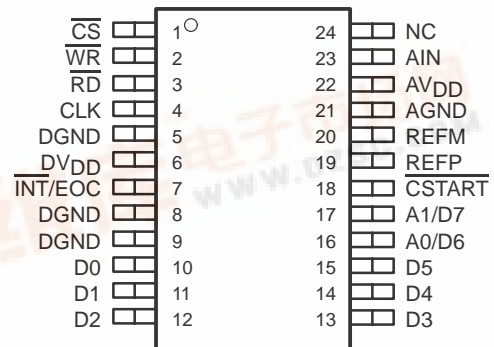 CS 1 24 NC
WR 2 23 AIN
RD 3 22 AVDD
CLK 4 21 AGND
DGND 5 20 REFM
DVDD 6 19 REFP
INT/EOC 7 18 CSTART
DGND 8 17 A1/D7
DGND 9 16 A0/D6
D0 10 15 D5
D1 11 14 D4
D2 12 13 D3